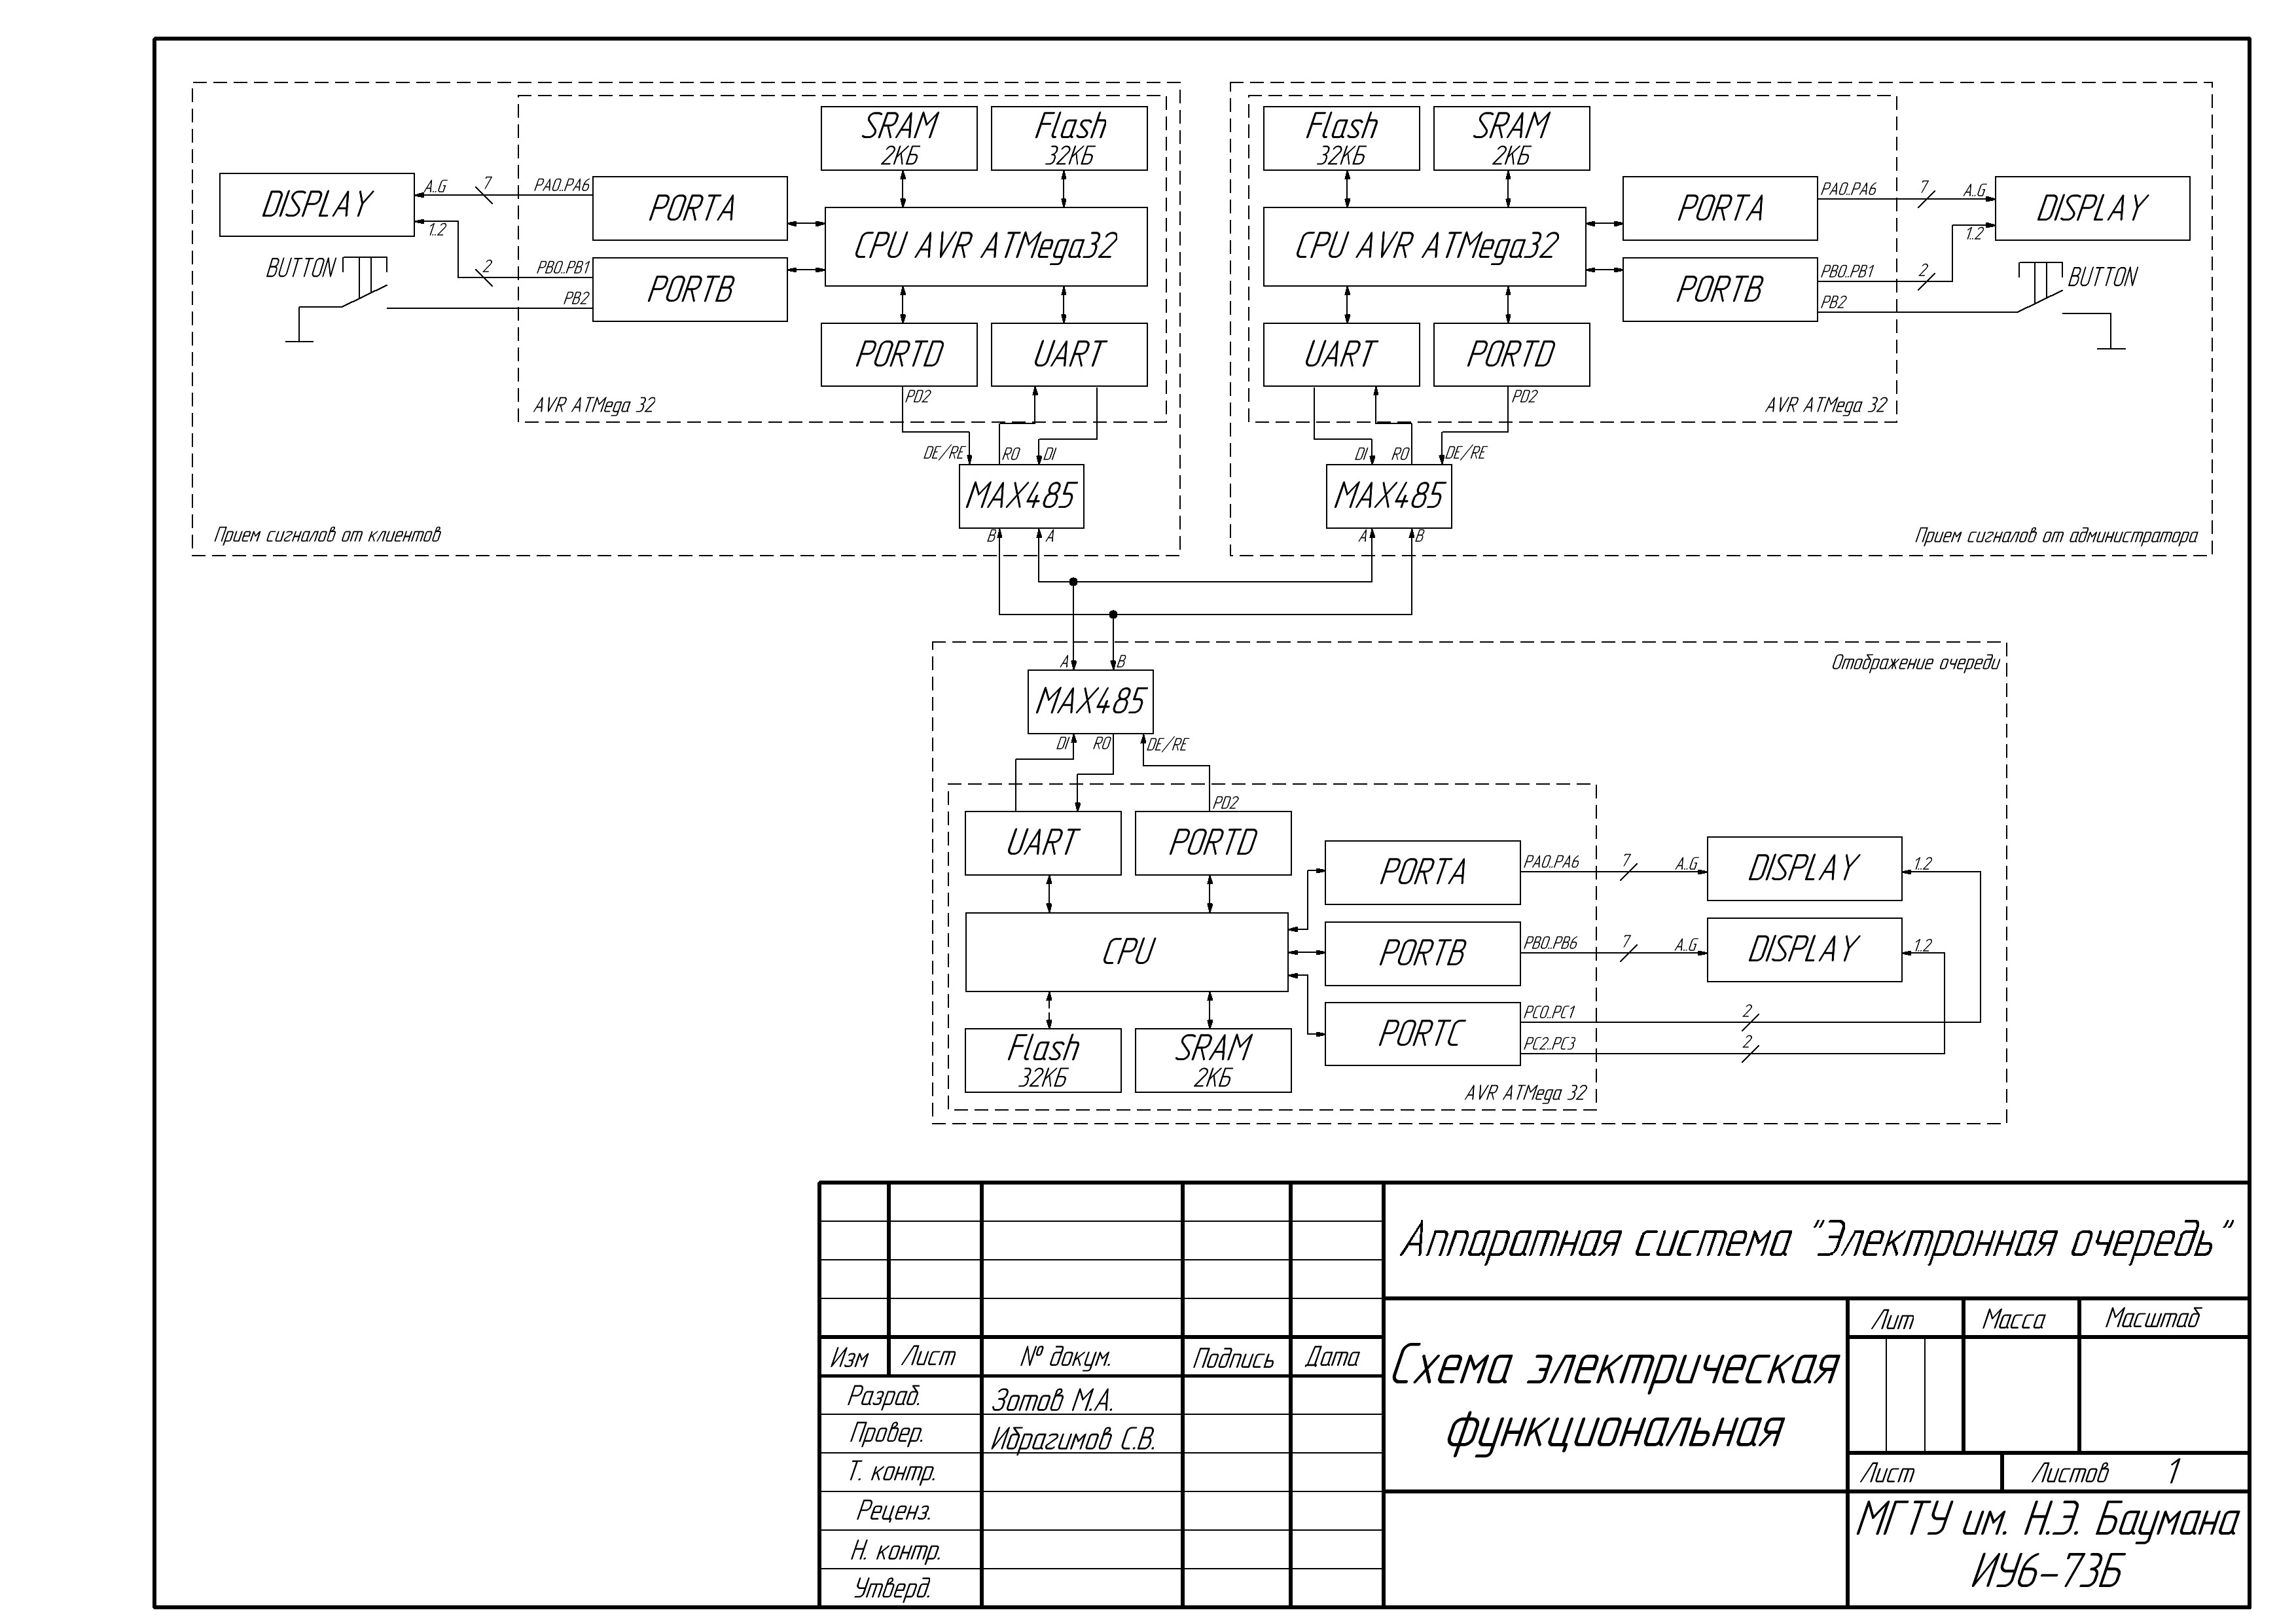 SRAM
2КБ
Flash
32КБ
DISPLAY
A..G
7
PA0..PA6
PORTA
1..2
CPU AVR ATMega32
BUTTON
2
PB0..PB1
PORTB
PB2
PORTD
UART
PD2
AVR ATMega 32
DE/RE
RO
DI
MAX485
B
A
Прием сигналов от клиентов
Flash
32КБ
SRAM
2КБ
PORTA
PA0..PA6
7
A..G
DISPLAY
1..2
CPU AVR ATMega32
PORTB
PB0..PB1
2
PB2
BUTTON
UART
PORTD
PD2
AVR ATMega 32
DI
RO
DE/RE
MAX485
A
B
Прием сигналов от администратора
Отображение очереди
A
B
MAX485
DI
RO
DE/RE
PD2
UART
PORTD
PORTA
PA0..PA6
7
A..G
DISPLAY
1..2
CPU
PORTB
PB0..PB6
7
A..G
DISPLAY
1..2
PORTC
PC0..PC1
2
PC2..PC3
2
Flash
32КБ
SRAM
2КБ
AVR ATMega 32
Аппаратная система "Электронная очередь"
Изм
Лист
№ докум.
Подпись
Дата
Разраб.
Зотов М.А.
Провер.
Ибрагимов С.В.
Т. контр.
Реценз.
Н. контр.
Утверд.
Схема электрическая
функциональная
Лит
Масса
Масштаб
Лист
Листов 1
МГТУ им. Н.Э. Баумана
ИУ6-73Б